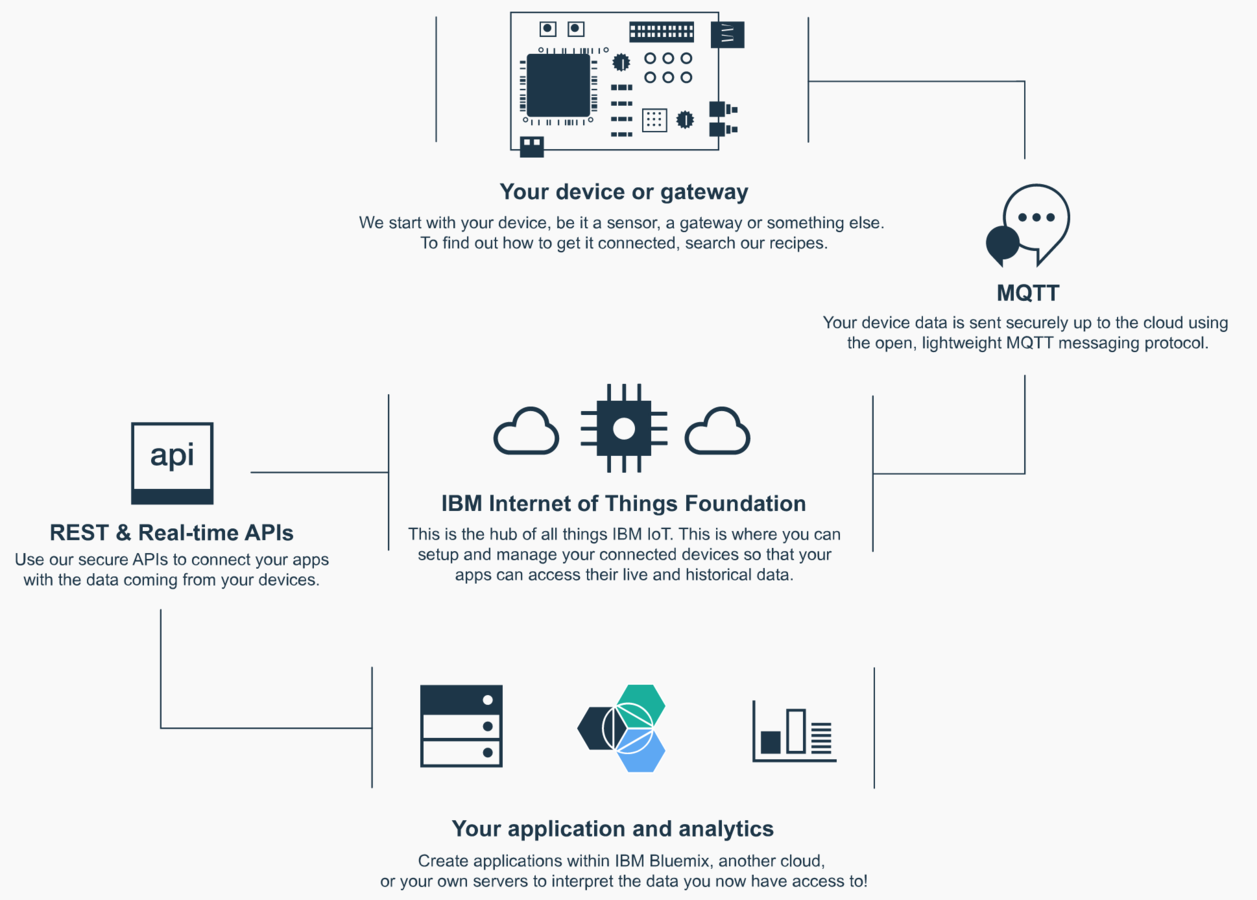 Your device or gateway
We start with your device, be it a sensor, a gateway or something else.
To find out how to get it connected, search our recipes.
MQTT
Your device data is sent securely up to the cloud using
the open, lightweight MQTT messaging protocol.
IBM Internet of Things Foundation
This is the hub of all things IBM IoT. This is where you can
setup and manage your connected devices so that your
apps can access their live and historical data.
api
REST & Real-time APIs
Use our secure APIs to connect your apps
with the data coming from your devices.
Your application and analytics
Create applications within IBM Bluemix, another cloud,
or your own servers to interpret the data you now have access to!